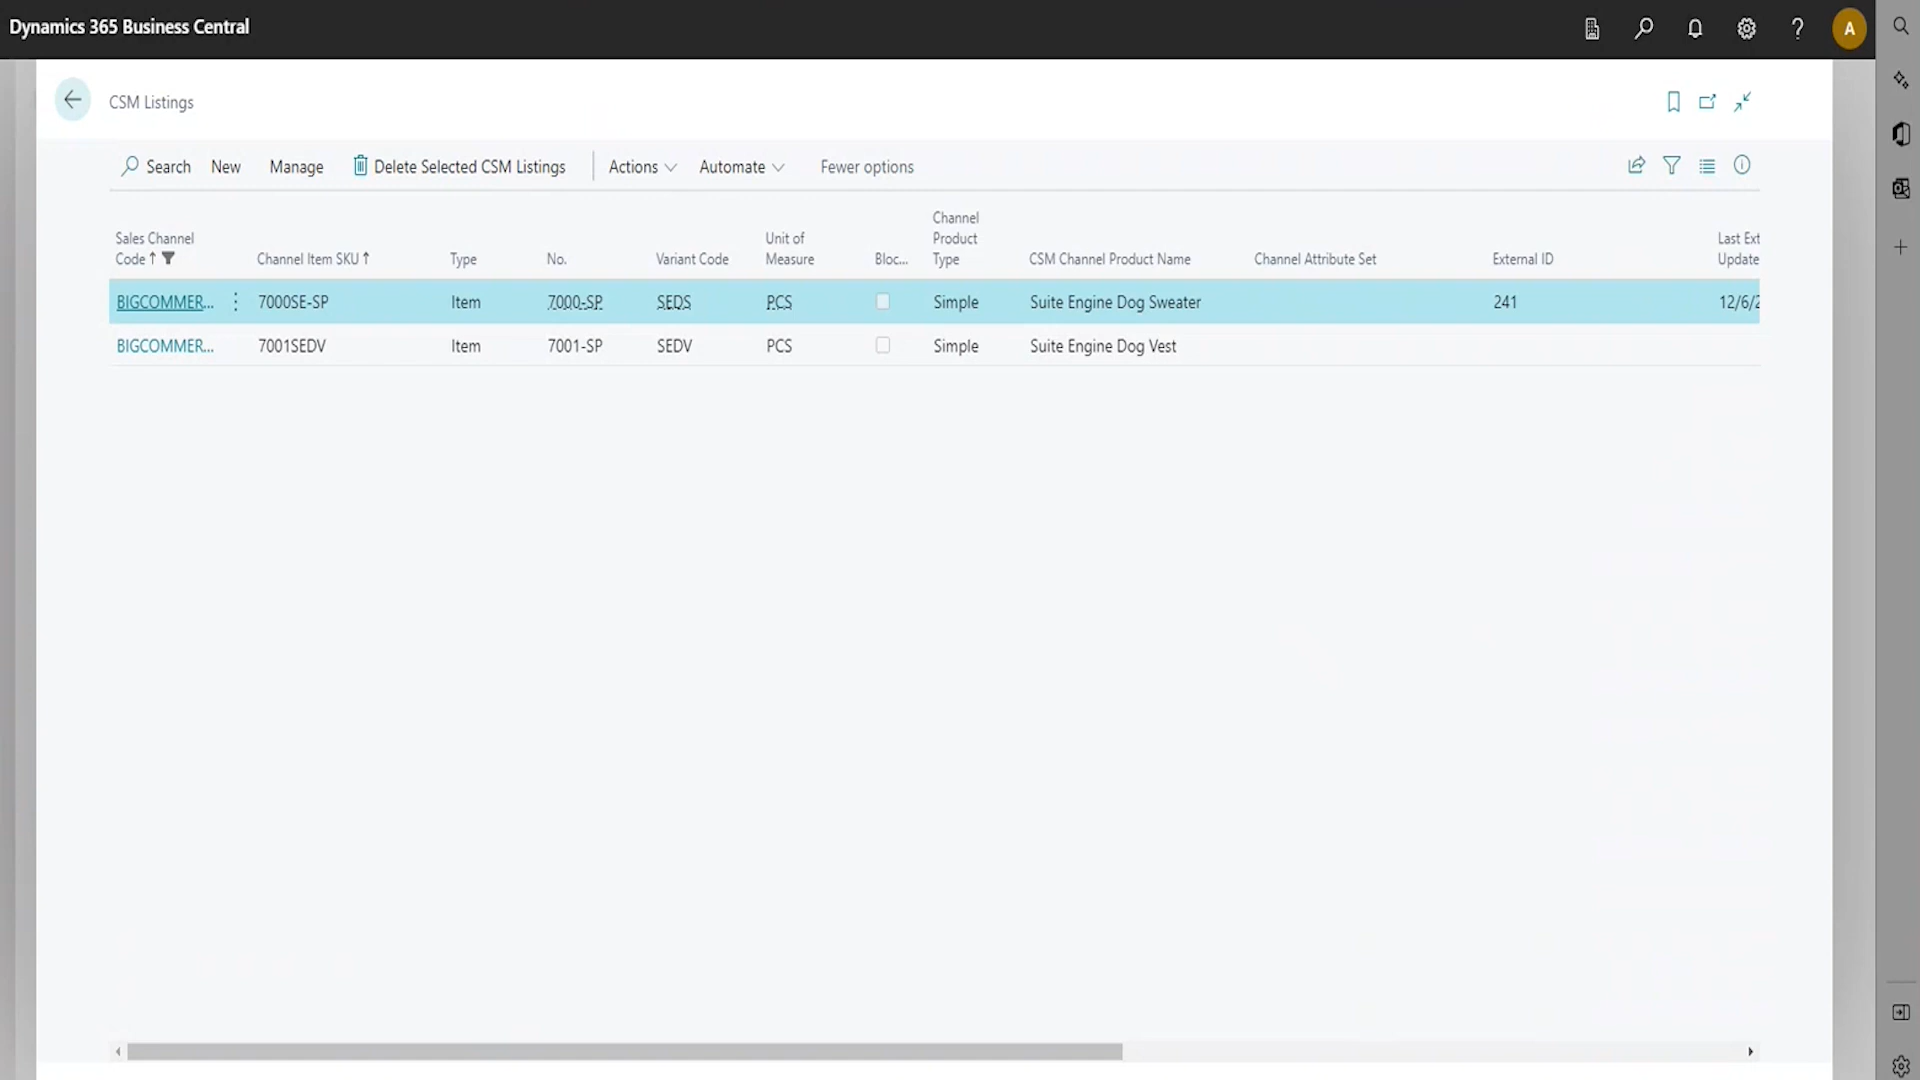 Dynamics 365 Business Central
A
CSM Listings
Search New Manage Delete Selected CSM Listings Actions Automate Fewer options
Sales Channel Code Channel Item SKU Type No. Variant Code Unit of Measure Bloc... Channel Product Type CSM Channel Product Name Channel Attribute Set External ID Last Ext Update
BIGCOMMER... 7000SE-SP Item 7000-SP SEDS PCS Simple Suite Engine Dog Sweater 241 12/6/2
BIGCOMMER... 7001SEDV Item 7001-SP SEDV PCS Simple Suite Engine Dog Vest